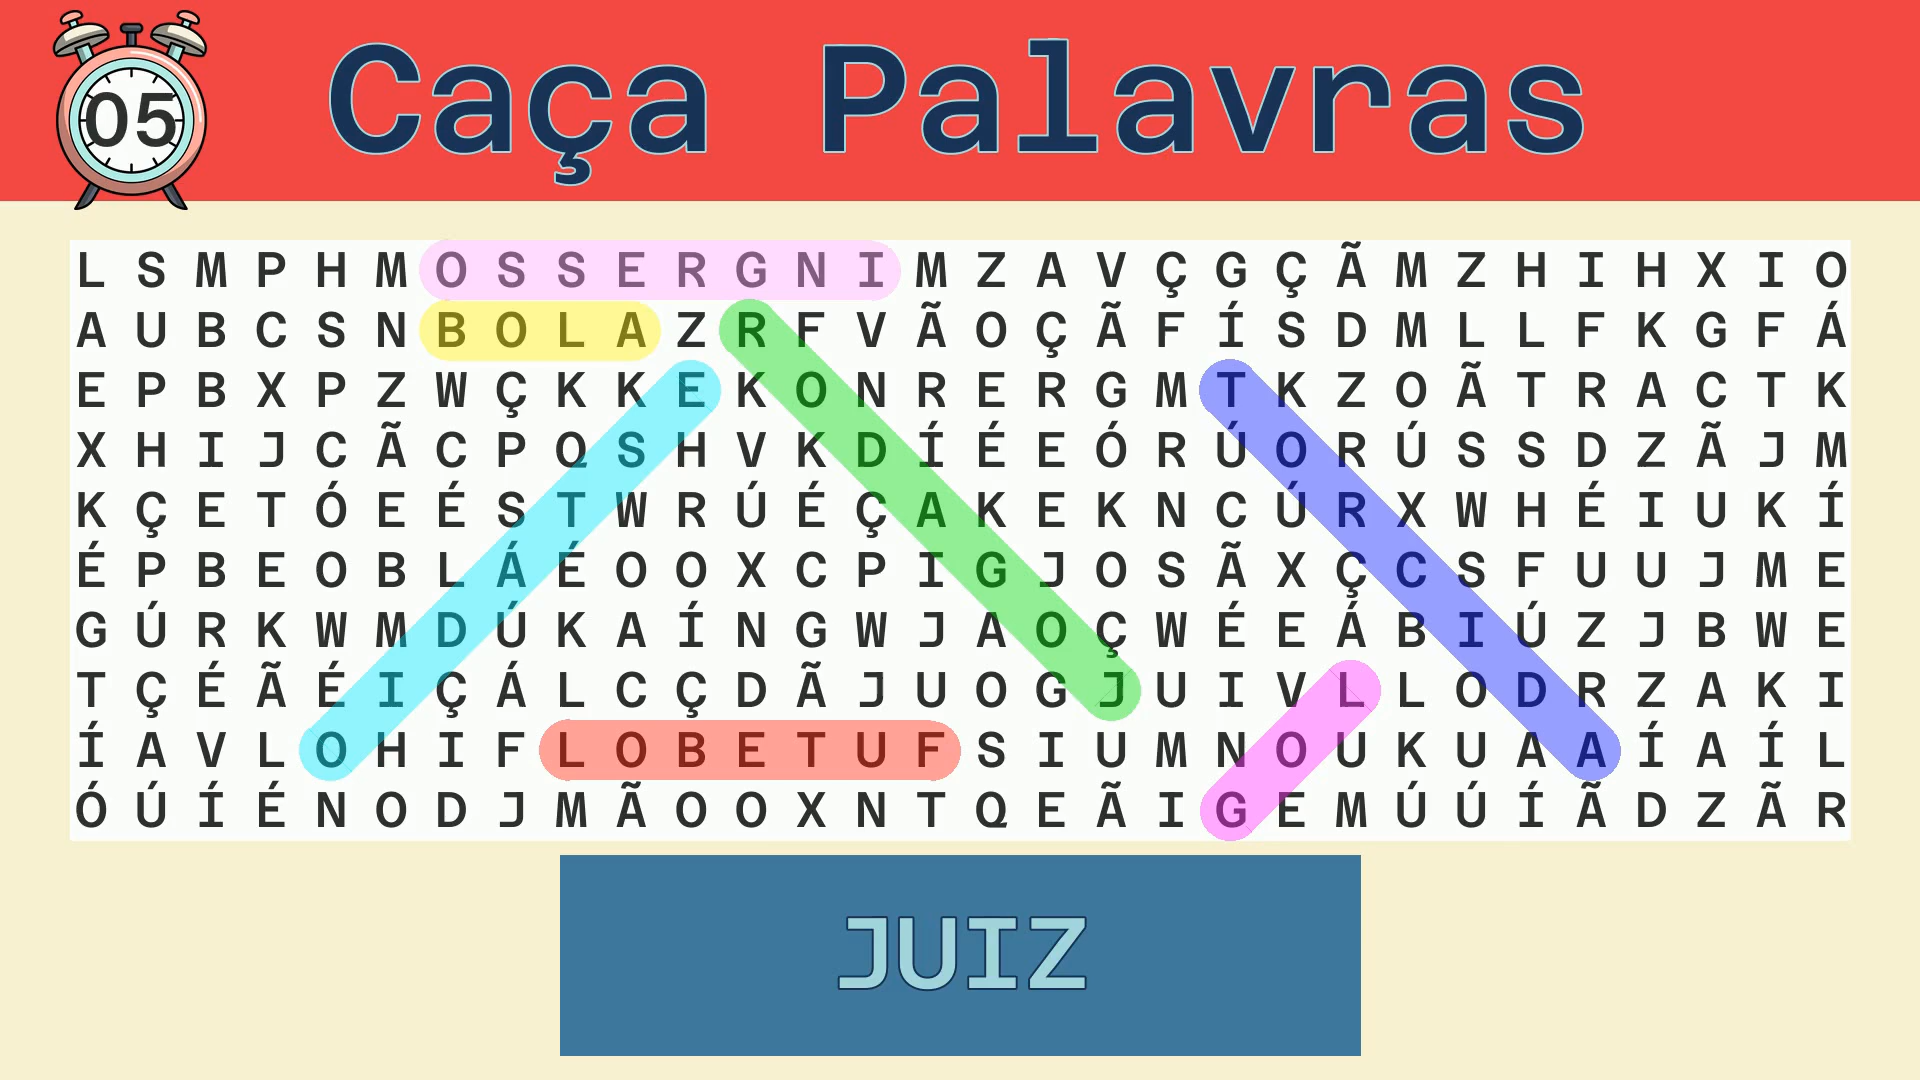 05
Caça Palavras
L S M P H M O S S E R G N I M Z A V Ç G Ç Ã M Z H I H X I O
A U B C S N B O L A Z R F V Ã O Ç Ã F Í S D M L L F K G F Á
E P B X P Z W Ç K K E K O N R E R G M T K Z O Ã T R A C T K
X H I J C Ã C P Q S H V K D Í É E Ó R Ú O R Ú S S D Z Ã J M
K Ç E T Ó E É S T W R Ú É Ç A K E K N C Ú R X W H É I U K Í
É P B E O B L Á É O O X C P I G J O S Ã X Ç C S F U U J M E
G Ú R K W M D Ú K A Í N G W J A O Ç W É E Á B I Ú Z J B W E
T Ç É Ã É I Ç Á L C Ç D Ã J U O G J U I V L L O D R Z A K I
Í A V L O H I F L O B E T U F S I U M N O U K U A A Í A Í L
Ó Ú Í É N O D J M Ã O O X N T Q E Ã I G E M Ú Ú Í Ã D Z Ã R
JUIZ